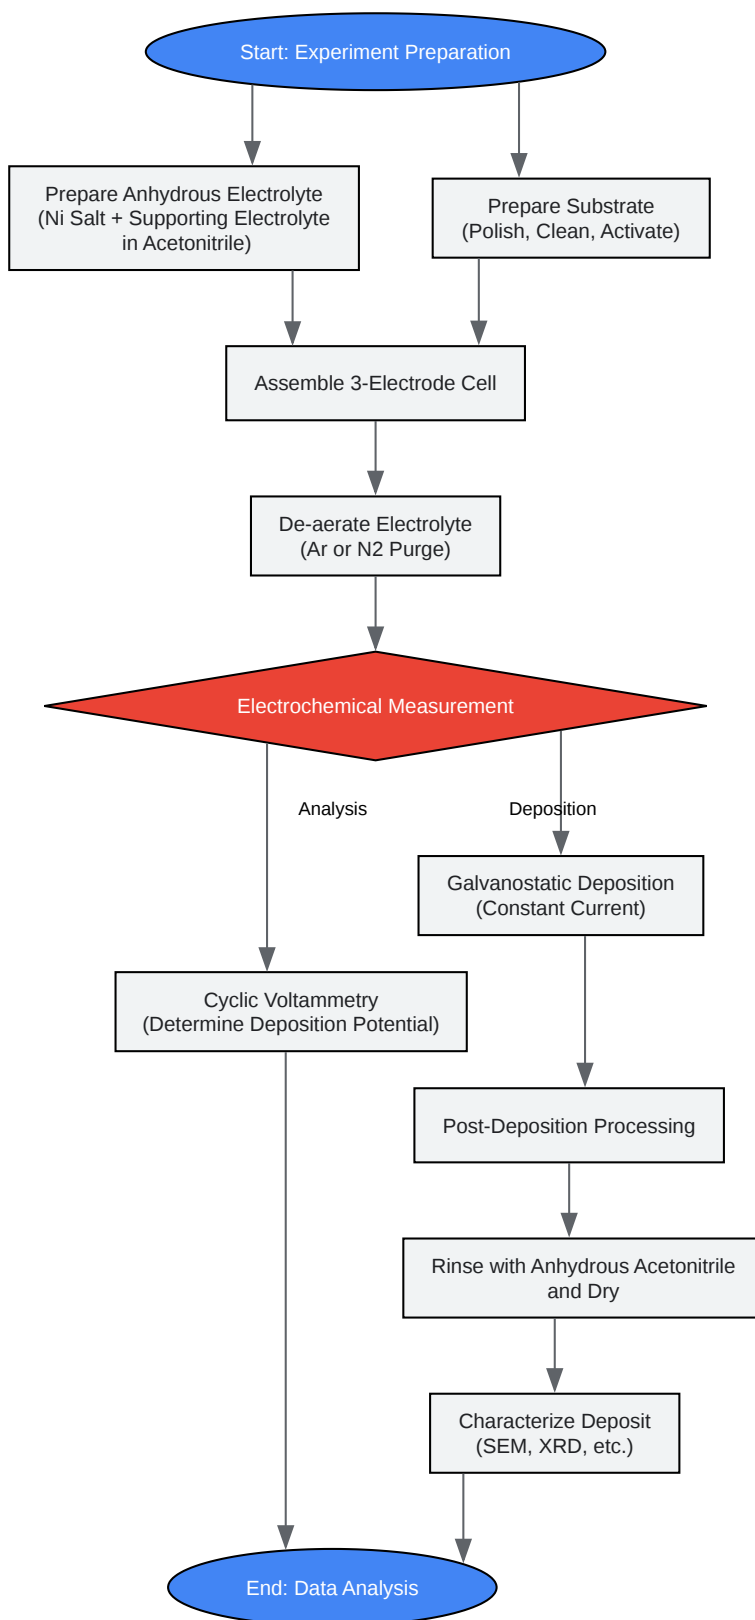 Start: Experiment Preparation
Prepare Anhydrous Electrolyte
(Ni Salt + Supporting Electrolyte
in Acetonitrile)
Prepare Substrate
(Polish, Clean, Activate)
Assemble 3-Electrode Cell
De-aerate Electrolyte
(Ar or N2 Purge)
Electrochemical Measurement
Analysis
Deposition
Galvanostatic Deposition
(Constant Current)
Cyclic Voltammetry
(Determine Deposition Potential)
Post-Deposition Processing
Rinse with Anhydrous Acetonitrile
and Dry
Characterize Deposit
(SEM, XRD, etc.)
End: Data Analysis